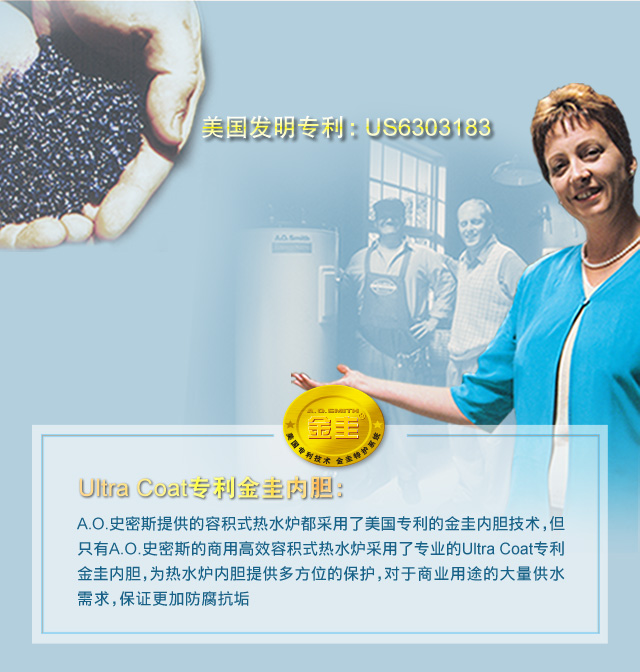 美国发明专利：US6303183
A.O.Smith
A.O.SMITH
金圭
美国专利技术 金圭特护系统
Ultra Coat专利金圭内胆：
A.O.史密斯提供的容积式热水炉都采用了美国专利的金圭内胆技术，但
只有A.O.史密斯的商用高效容积式热水炉采用了专业的Ultra Coat专利
金圭内胆，为热水炉内胆提供多方位的保护，对于商业用途的大量供水
需求，保证更加防腐抗垢